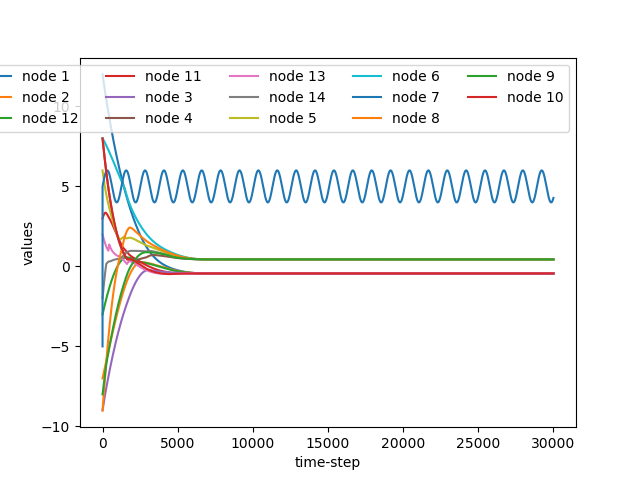 node 1 node 11 node 13 node 6 node 9
node 2 node 3 node 14 node 7 node 10
node 12 node 4 node 5 node 8
10
5
0
−5
−10
values
0 5000 10000 15000 20000 25000 30000
time-step